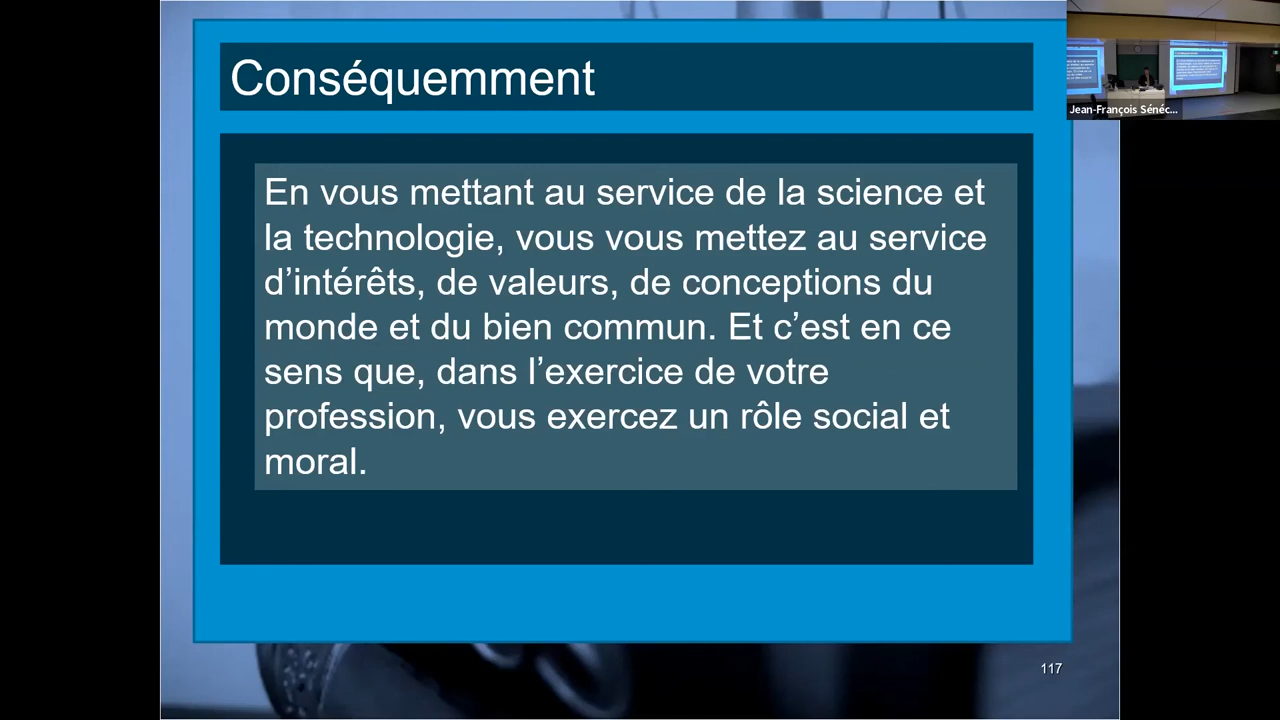 Conséquemment
Jean-François Sénéc...
En vous mettant au service de la science et
la technologie, vous vous mettez au service
d’intérêts, de valeurs, de conceptions du
monde et du bien commun. Et c’est en ce
sens que, dans l’exercice de votre
profession, vous exercez un rôle social et
moral.
117